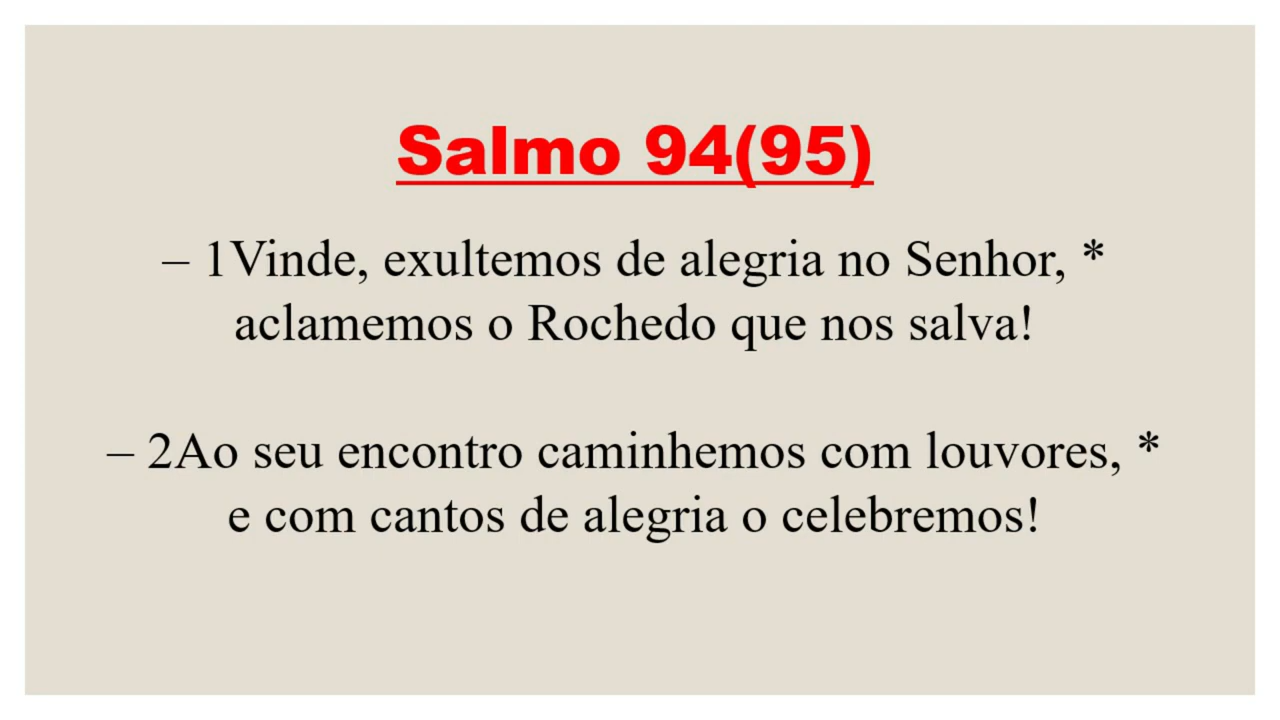 Salmo 94(95)
– 1Vinde, exultemos de alegria no Senhor, *
aclamemos o Rochedo que nos salva!
– 2Ao seu encontro caminhemos com louvores, *
e com cantos de alegria o celebremos!